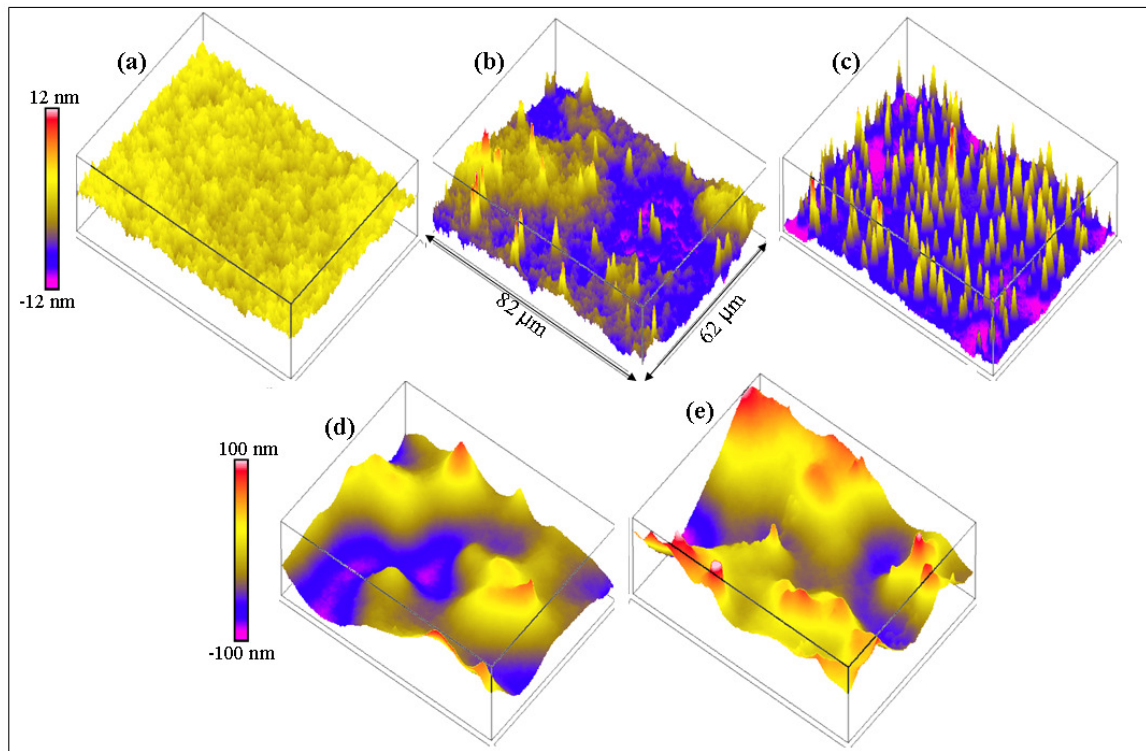 (a)
(b)
(c)
12 nm
-12 nm
82 μm
62 μm
(d)
(e)
100 nm
-100 nm